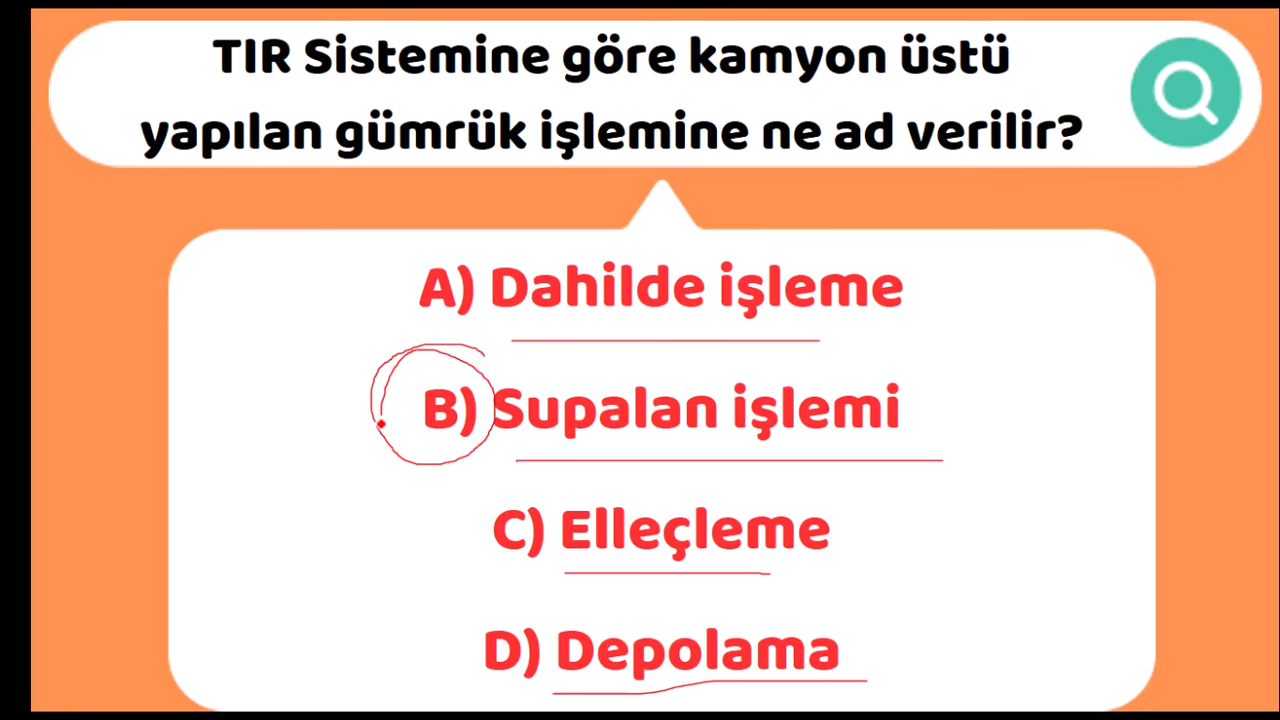 TIR Sistemine göre kamyon üstü
yapılan gümrük işlemine ne ad verilir?
A) Dahilde işleme
B) Supalan işlemi
C) Elleçleme
D) Depolama